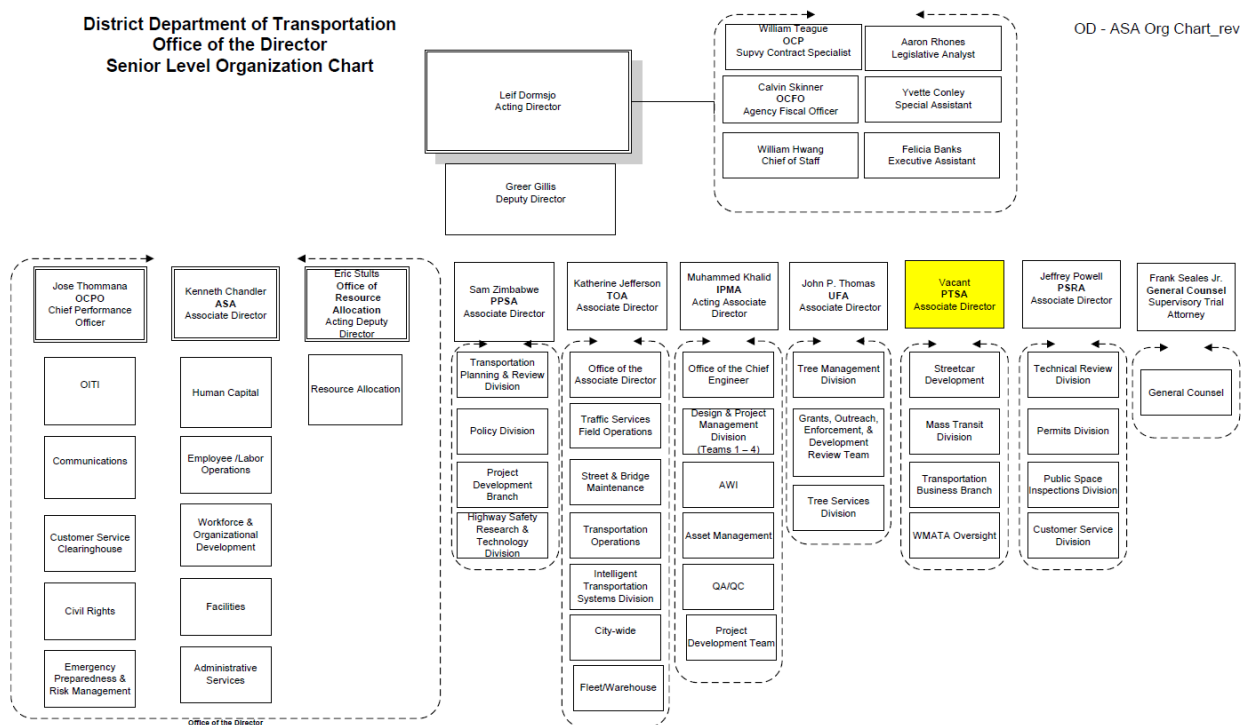 District Department of Transportation
Office of the Director
Senior Level Organization Chart
OD - ASA Org Chart_rev
Leif Dormsjo
Acting Director
Greer Gillis
Deputy Director
William Teague
OCP
Supvy Contract Specialist
Aaron Rhones
Legislative Analyst
Calvin Skinner
OCFO
Agency Fiscal Officer
Yvette Conley
Special Assistant
William Hwang
Chief of Staff
Felicia Banks
Executive Assistant
Jose Thommana
OCPO
Chief Performance
Officer
OITI
Communications
Customer Service
Clearinghouse
Civil Rights
Emergency
Preparedness &
Risk Management
Kenneth Chandler
ASA
Associate Director
Human Capital
Employee /Labor
Operations
Workforce &
Organizational
Development
Facilities
Administrative
Services
Eric Stults
Office of
Resource
Allocation
Acting Deputy
Director
Resource Allocation
Office of the Director
Sam Zimbabwe
PPSA
Associate Director
Transportation
Planning & Review
Division
Policy Division
Project
Development
Branch
Highway Safety
Research &
Technology
Division
Katherine Jefferson
TOA
Associate Director
Office of the
Associate Director
Traffic Services
Field Operations
Street & Bridge
Maintenance
Transportation
Operations
Intelligent
Transportation
Systems Division
City-wide
Fleet/Warehouse
Muhammed Khalid
IPMA
Acting Associate
Director
Office of the Chief
Engineer
Design & Project
Management
Division
(Teams 1 – 4)
AWI
Asset Management
QA/QC
Project
Development Team
John P. Thomas
UFA
Associate Director
Tree Management
Division
Grants, Outreach,
Enforcement, &
Development
Review Team
Tree Services
Division
Vacant
PTSA
Associate Director
Streetcar
Development
Mass Transit
Division
Transportation
Business Branch
WMATA Oversight
Jeffrey Powell
PSRA
Associate Director
Technical Review
Division
Permits Division
Public Space
Inspections Division
Customer Service
Division
Frank Seales Jr.
General Counsel
Supervisory Trial
Attorney
General Counsel